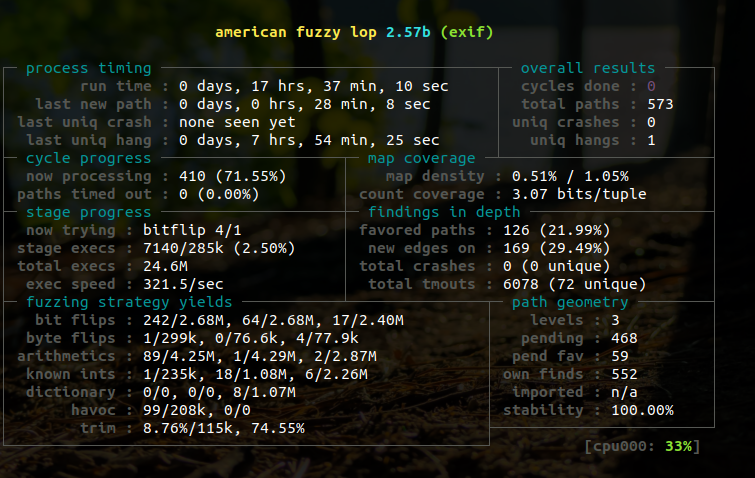 american fuzzy lop 2.57b (exif)
process timing overall results
run time : 0 days, 17 hrs, 37 min, 10 sec cycles done : 0
last new path : 0 days, 0 hrs, 28 min, 8 sec total paths : 573
last uniq crash : none seen yet uniq crashes : 0
last uniq hang : 0 days, 7 hrs, 54 min, 25 sec uniq hangs : 1
cycle progress map coverage
now processing : 410 (71.55%) map density : 0.51% / 1.05%
paths timed out : 0 (0.00%) count coverage : 3.07 bits/tuple
stage progress findings in depth
now trying : bitflip 4/1 favored paths : 126 (21.99%)
stage execs : 7140/285k (2.50%) new edges on : 169 (29.49%)
total execs : 24.6M total crashes : 0 (0 unique)
exec speed : 321.5/sec total tmouts : 6078 (72 unique)
fuzzing strategy yields path geometry
bit flips : 242/2.68M, 64/2.68M, 17/2.40M levels : 3
byte flips : 1/299k, 0/76.6k, 4/77.9k pending : 468
arithmetics : 89/4.25M, 1/4.29M, 2/2.87M pend fav : 59
known ints : 1/235k, 18/1.08M, 6/2.26M own finds : 552
dictionary : 0/0, 0/0, 8/1.07M imported : n/a
havoc : 99/208k, 0/0 stability : 100.00%
trim : 8.76%/115k, 74.55%
[cpu000: 33%]